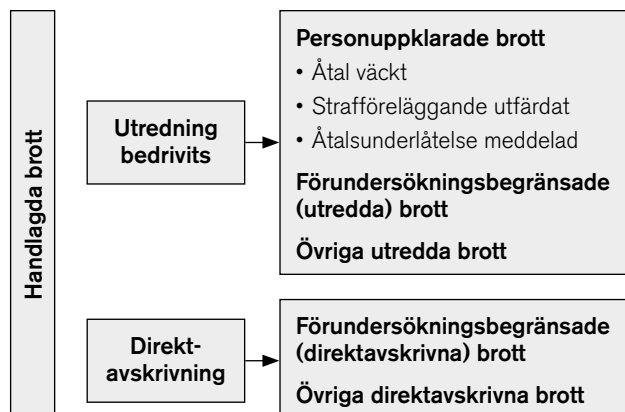 Handlagda brott
Utredning
bedrivits
Personuppklarade brott
• Åtal väckt
• Strafföreläggande utfärdat
• Åtalsunderlåtelse meddelad
Förundersökningsbegränsade
(utredda) brott
Övriga utredda brott
Direkt-
avskrivning
Förundersökningsbegränsade
(direktavskrivna) brott
Övriga direktavskrivna brott